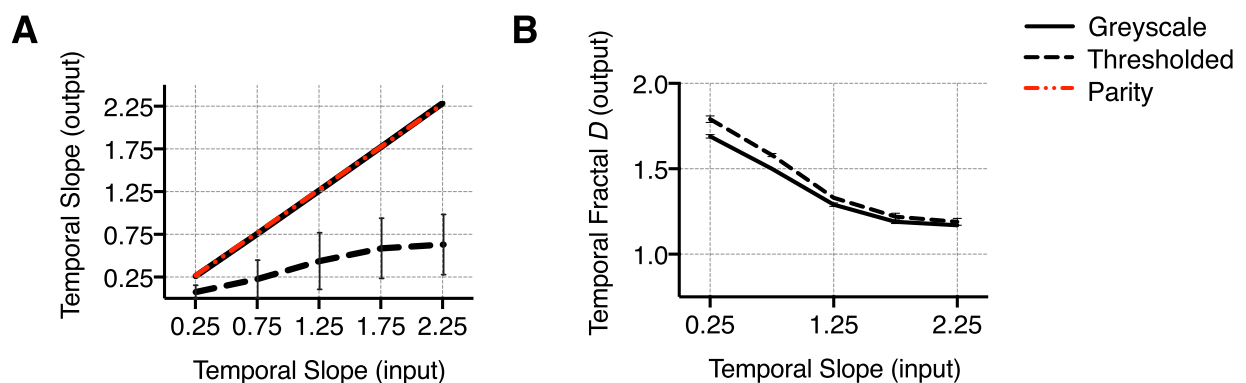 A
Temporal Slope (output)
2.25
1.75
1.25
0.75
0.25
0.25 0.75 1.25 1.75 2.25
Temporal Slope (input)
B
Temporal Fractal D (output)
2.0
1.5
1.0
0.25 1.25 2.25
Temporal Slope (input)
Greyscale
Thresholded
Parity